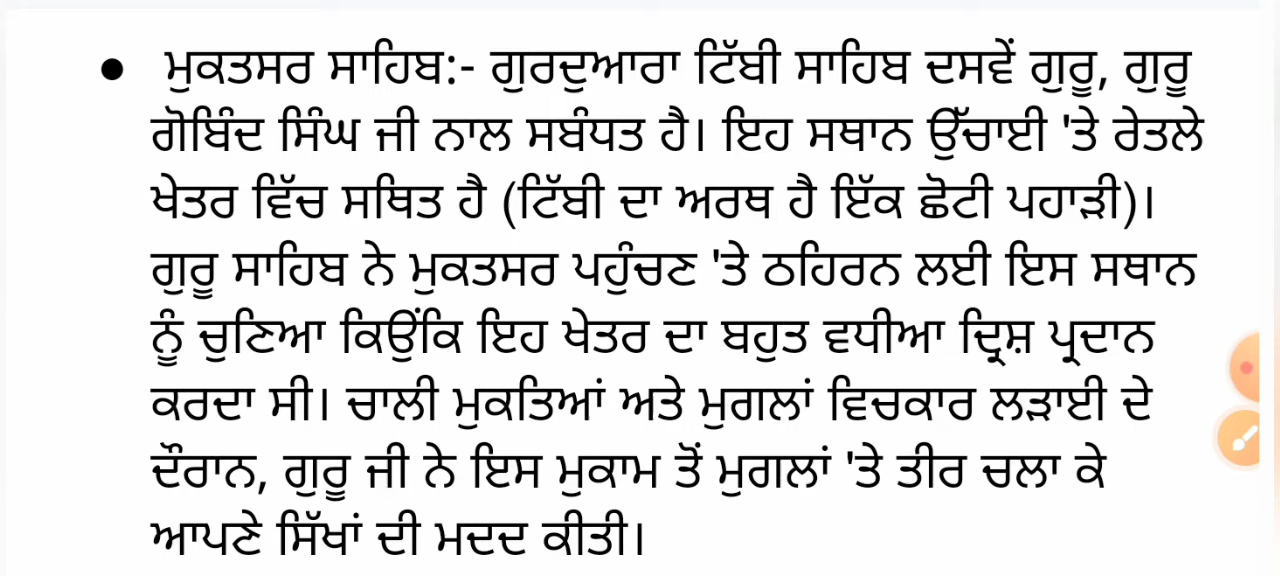 ● ਮੁਕਤਸਰ ਸਾਹਿਬ:- ਗੁਰਦੁਆਰਾ ਟਿੱਬੀ ਸਾਹਿਬ ਦਸਵੇਂ ਗੁਰੂ, ਗੁਰੂ
ਗੋਬਿੰਦ ਸਿੰਘ ਜੀ ਨਾਲ ਸਬੰਧਤ ਹੈ। ਇਹ ਸਥਾਨ ਉੱਚਾਈ 'ਤੇ ਰੇਤਲੇ
ਖੇਤਰ ਵਿੱਚ ਸਥਿਤ ਹੈ (ਟਿੱਬੀ ਦਾ ਅਰਥ ਹੈ ਇੱਕ ਛੋਟੀ ਪਹਾੜੀ)।
ਗੁਰੂ ਸਾਹਿਬ ਨੇ ਮੁਕਤਸਰ ਪਹੁੰਚਣ 'ਤੇ ਠਹਿਰਨ ਲਈ ਇਸ ਸਥਾਨ
ਨੂੰ ਚੁਣਿਆ ਕਿਉਂਕਿ ਇਹ ਖੇਤਰ ਦਾ ਬਹੁਤ ਵਧੀਆ ਦ੍ਰਿਸ਼ ਪ੍ਰਦਾਨ
ਕਰਦਾ ਸੀ। ਚਾਲੀ ਮੁਕਤਿਆਂ ਅਤੇ ਮੁਗਲਾਂ ਵਿਚਕਾਰ ਲੜਾਈ ਦੇ
ਦੌਰਾਨ, ਗੁਰੂ ਜੀ ਨੇ ਇਸ ਮੁਕਾਮ ਤੋਂ ਮੁਗਲਾਂ 'ਤੇ ਤੀਰ ਚਲਾ ਕੇ
ਆਪਣੇ ਸਿੱਖਾਂ ਦੀ ਮਦਦ ਕੀਤੀ।